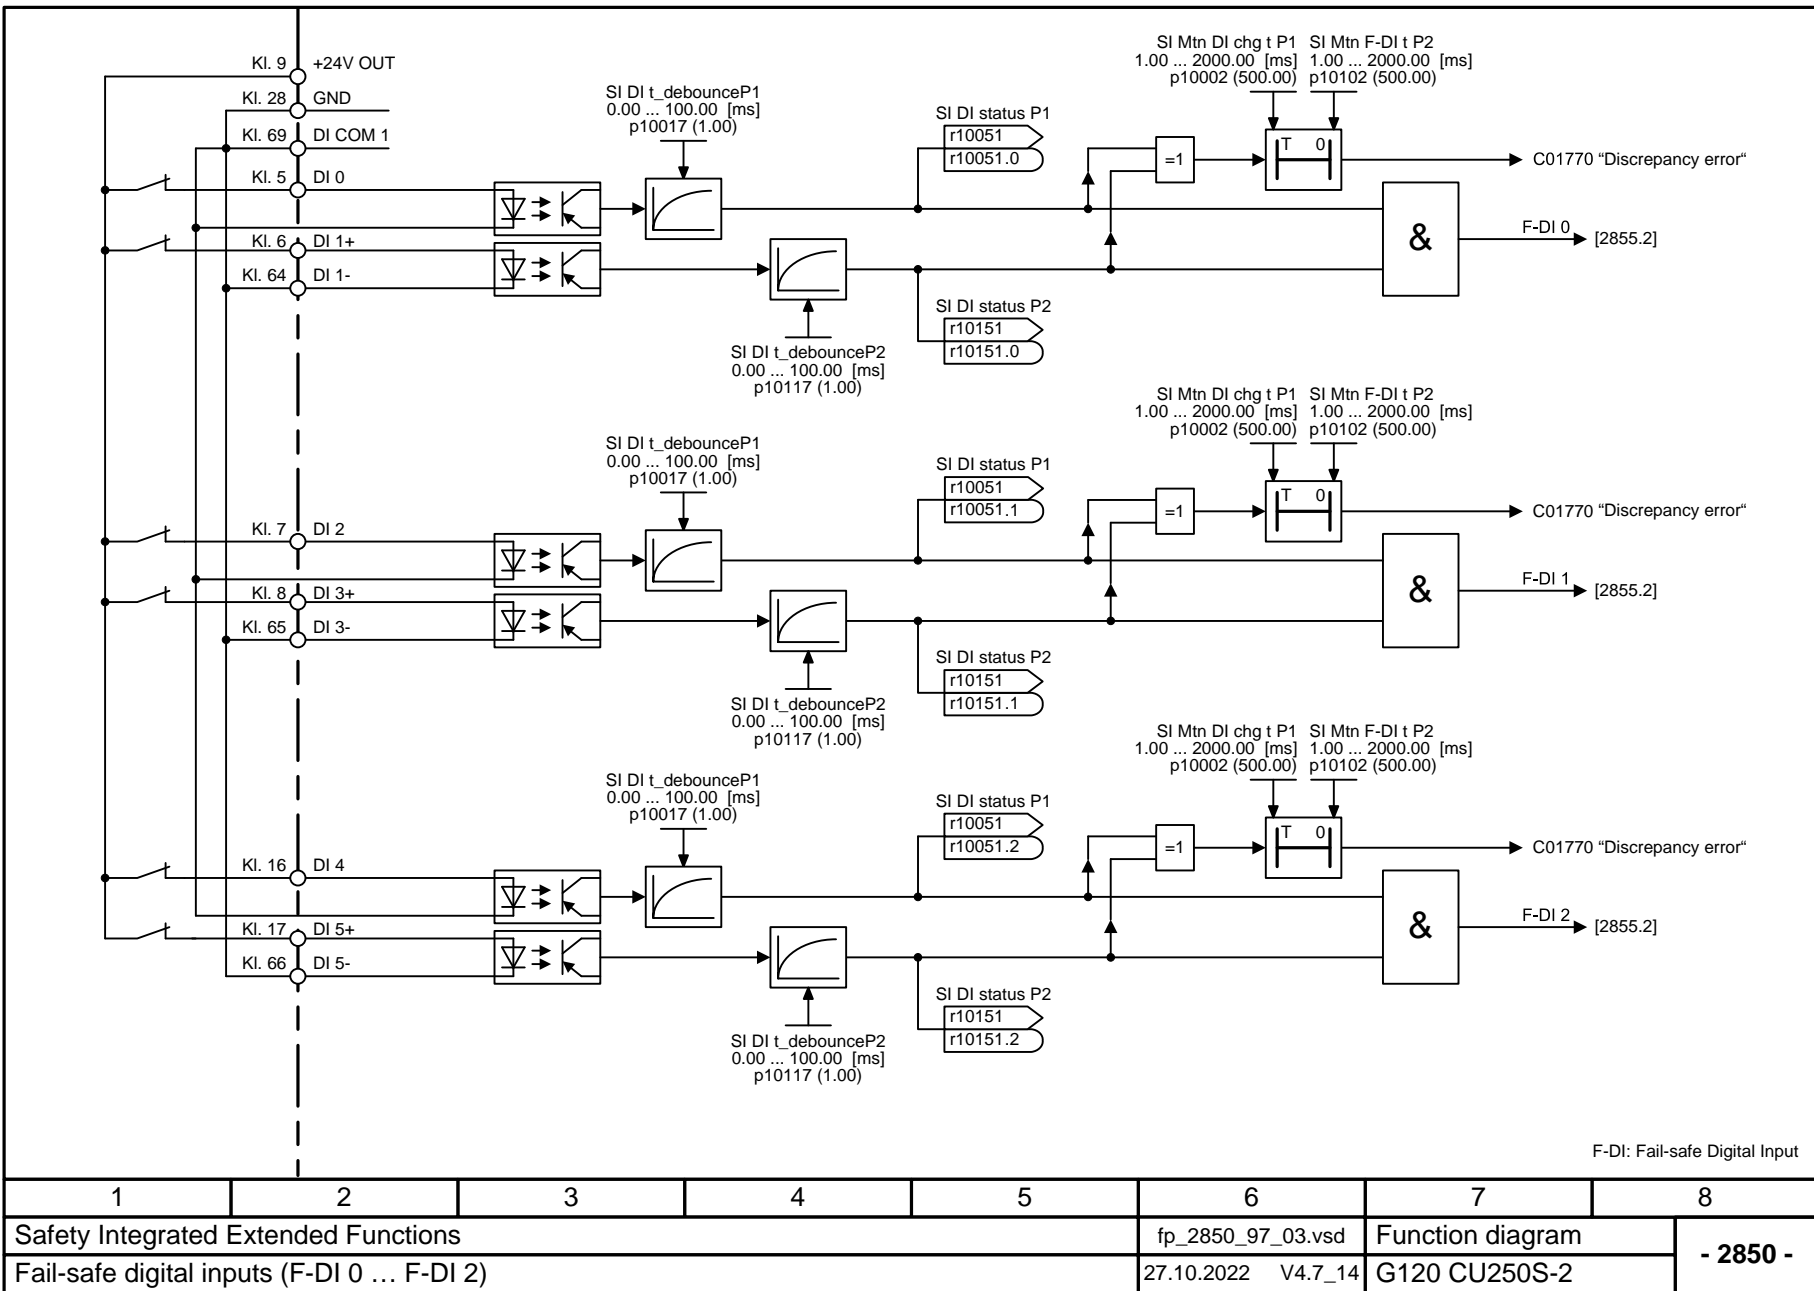 SI Mtn DI chg t P1 SI Mtn F-DI t P2
1.00 ... 2000.00 [ms] 1.00 ... 2000.00 [ms]
p10002 (500.00) p10102 (500.00)
Kl. 9 +24V OUT
Kl. 28 GND
Kl. 69 DI COM 1
SI DI t_debounceP1
0.00 ... 100.00 [ms]
p10017 (1.00)
SI DI status P1
r10051
r10051.0
=1
T 0
C01770 “Discrepancy error“
Kl. 5 DI 0
Kl. 6 DI 1+
Kl. 64 DI 1-
&
F-DI 0 [2855.2]
SI DI status P2
r10151
r10151.0
SI DI t_debounceP2
0.00 ... 100.00 [ms]
p10117 (1.00)
SI Mtn DI chg t P1 SI Mtn F-DI t P2
1.00 ... 2000.00 [ms] 1.00 ... 2000.00 [ms]
p10002 (500.00) p10102 (500.00)
SI DI t_debounceP1
0.00 ... 100.00 [ms]
p10017 (1.00)
SI DI status P1
r10051
r10051.1
=1
T 0
C01770 “Discrepancy error“
Kl. 7 DI 2
Kl. 8 DI 3+
Kl. 65 DI 3-
&
F-DI 1 [2855.2]
SI DI status P2
r10151
r10151.1
SI DI t_debounceP2
0.00 ... 100.00 [ms]
p10117 (1.00)
SI Mtn DI chg t P1 SI Mtn F-DI t P2
1.00 ... 2000.00 [ms] 1.00 ... 2000.00 [ms]
p10002 (500.00) p10102 (500.00)
SI DI t_debounceP1
0.00 ... 100.00 [ms]
p10017 (1.00)
SI DI status P1
r10051
r10051.2
=1
T 0
C01770 “Discrepancy error“
Kl. 16 DI 4
Kl. 17 DI 5+
Kl. 66 DI 5-
&
F-DI 2 [2855.2]
SI DI status P2
r10151
r10151.2
SI DI t_debounceP2
0.00 ... 100.00 [ms]
p10117 (1.00)
F-DI: Fail-safe Digital Input
1 2 3 4 5 6 7 8
Safety Integrated Extended Functions fp_2850_97_03.vsd Function diagram
- 2850 -
Fail-safe digital inputs (F-DI 0 … F-DI 2) 27.10.2022 V4.7_14 G120 CU250S-2